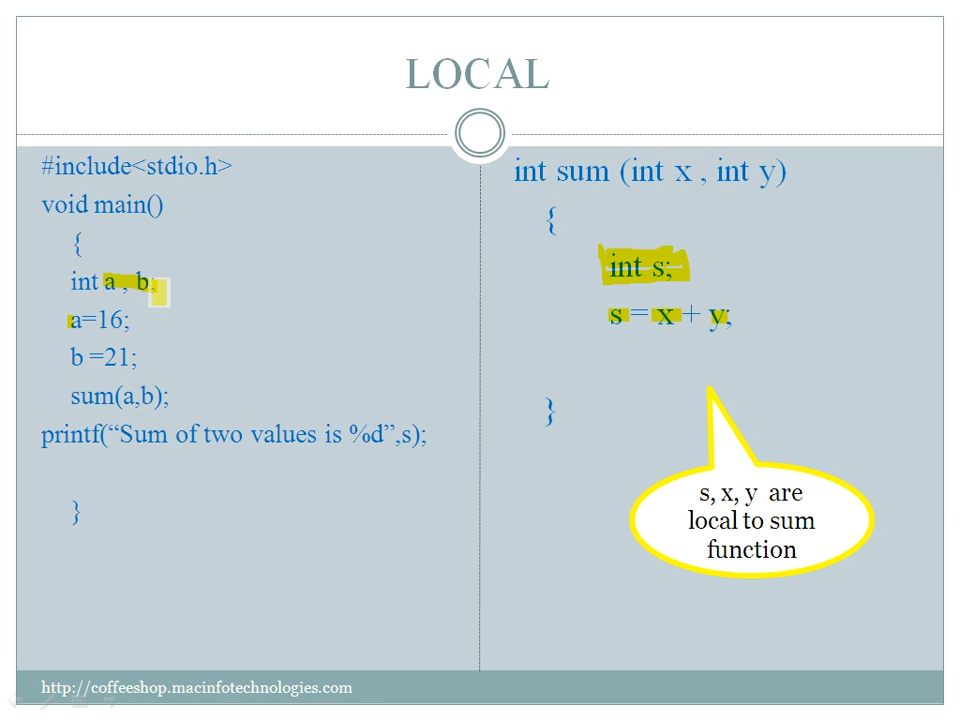 LOCAL
#include<stdio.h>
void main()
{
int a , b;
a=16;
b =21;
sum(a,b);
printf(“Sum of two values is %d”,s);
}
int sum (int x , int y)
{
int s;
s = x + y;
}
s, x, y are
local to sum
function
http://coffeeshop.macinfotechnologies.com